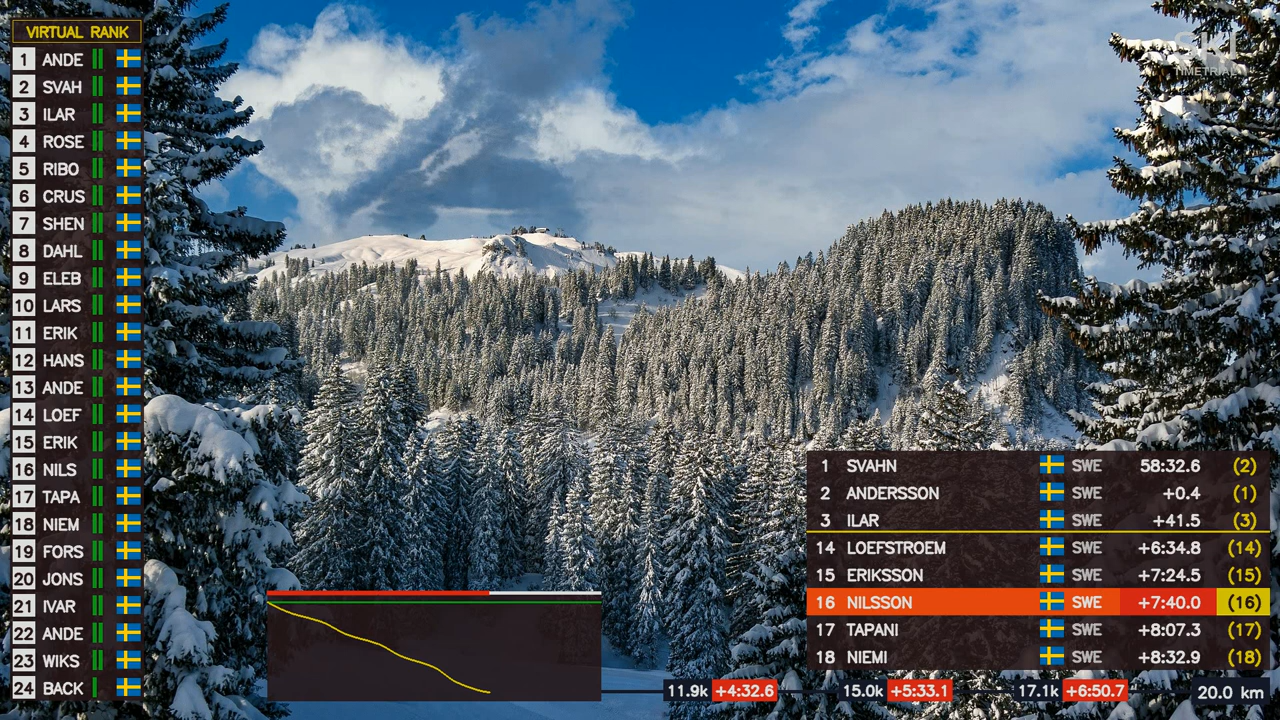 VIRTUAL RANK
1 ANDE
2 SVAH
3 ILAR
4 ROSE
5 RIBO
6 CRUS
7 SHEN
8 DAHL
9 ELEB
10 LARS
11 ERIK
12 HANS
13 ANDE
14 LOEF
15 ERIK
16 NILS
17 TAPA
18 NIEM
19 FORS
20 JONS
21 IVAR
22 ANDE
23 WIKS
24 BACK
SKI
TIMETRIAL
1 SVAHN SWE 58:32.6 (2)
2 ANDERSSON SWE +0.4 (1)
3 ILAR SWE +41.5 (3)
14 LOEFSTROEM SWE +6:34.8 (14)
15 ERIKSSON SWE +7:24.5 (15)
16 NILSSON SWE +7:40.0 (16)
17 TAPANI SWE +8:07.3 (17)
18 NIEMI SWE +8:32.9 (18)
11.9k +4:32.6 15.0k +5:33.1 17.1k +6:50.7 20.0 km